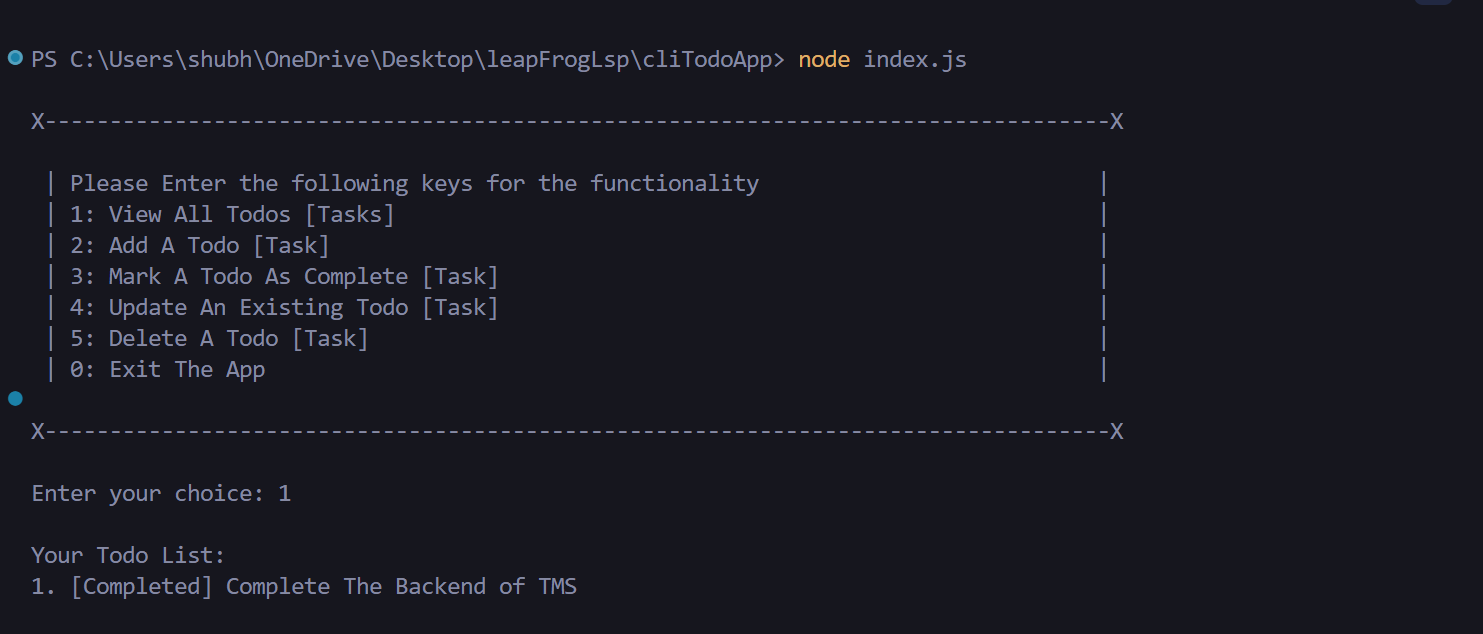 PS C:\Users\shubh\OneDrive\Desktop\leapFrogLsp\cliTodoApp> node index.js
X----------------------------------------------------------------------------------X
| Please Enter the following keys for the functionality |
| 1: View All Todos [Tasks] |
| 2: Add A Todo [Task] |
| 3: Mark A Todo As Complete [Task] |
| 4: Update An Existing Todo [Task] |
| 5: Delete A Todo [Task] |
| 0: Exit The App |
X----------------------------------------------------------------------------------X
Enter your choice: 1
Your Todo List:
1. [Completed] Complete The Backend of TMS